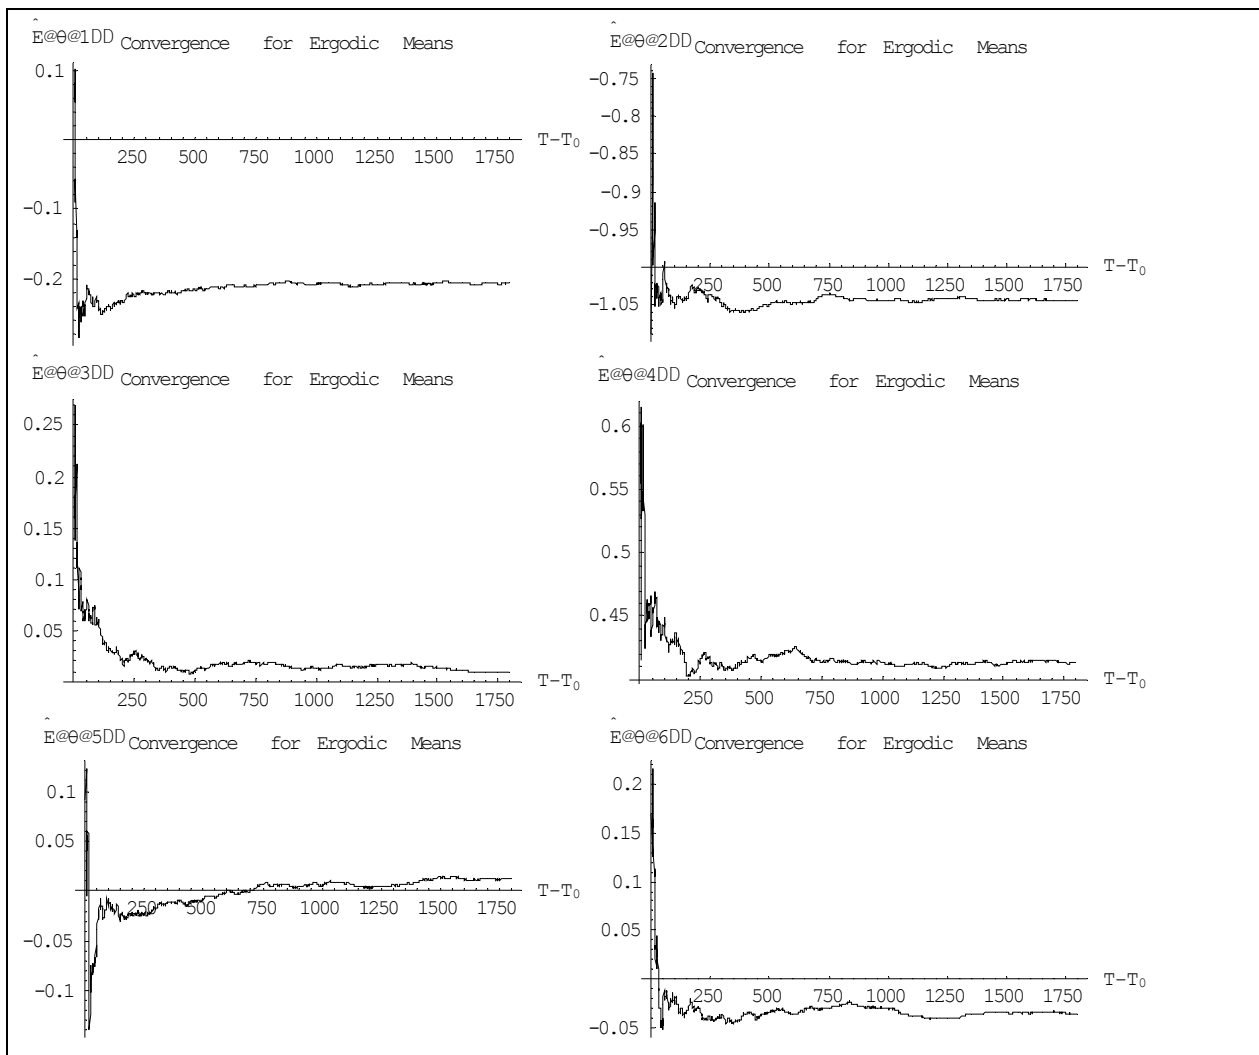 Ê@θ@1DD Convergence for Ergodic Means
0.1
T−T₀
250 500 750 1000 1250 1500 1750
−0.1
−0.2
Ê@θ@2DD Convergence for Ergodic Means
−0.75
−0.8
−0.85
−0.9
−0.95
T−T₀
250 500 750 1000 1250 1500 1750
−1.05
Ê@θ@3DD Convergence for Ergodic Means
0.25
0.2
0.15
0.1
0.05
T−T₀
250 500 750 1000 1250 1500 1750
Ê@θ@4DD Convergence for Ergodic Means
0.6
0.55
0.5
0.45
T−T₀
250 500 750 1000 1250 1500 1750
Ê@θ@5DD Convergence for Ergodic Means
0.1
0.05
T−T₀
250 500 750 1000 1250 1500 1750
−0.05
−0.1
Ê@θ@6DD Convergence for Ergodic Means
0.2
0.15
0.1
0.05
T−T₀
250 500 750 1000 1250 1500 1750
−0.05